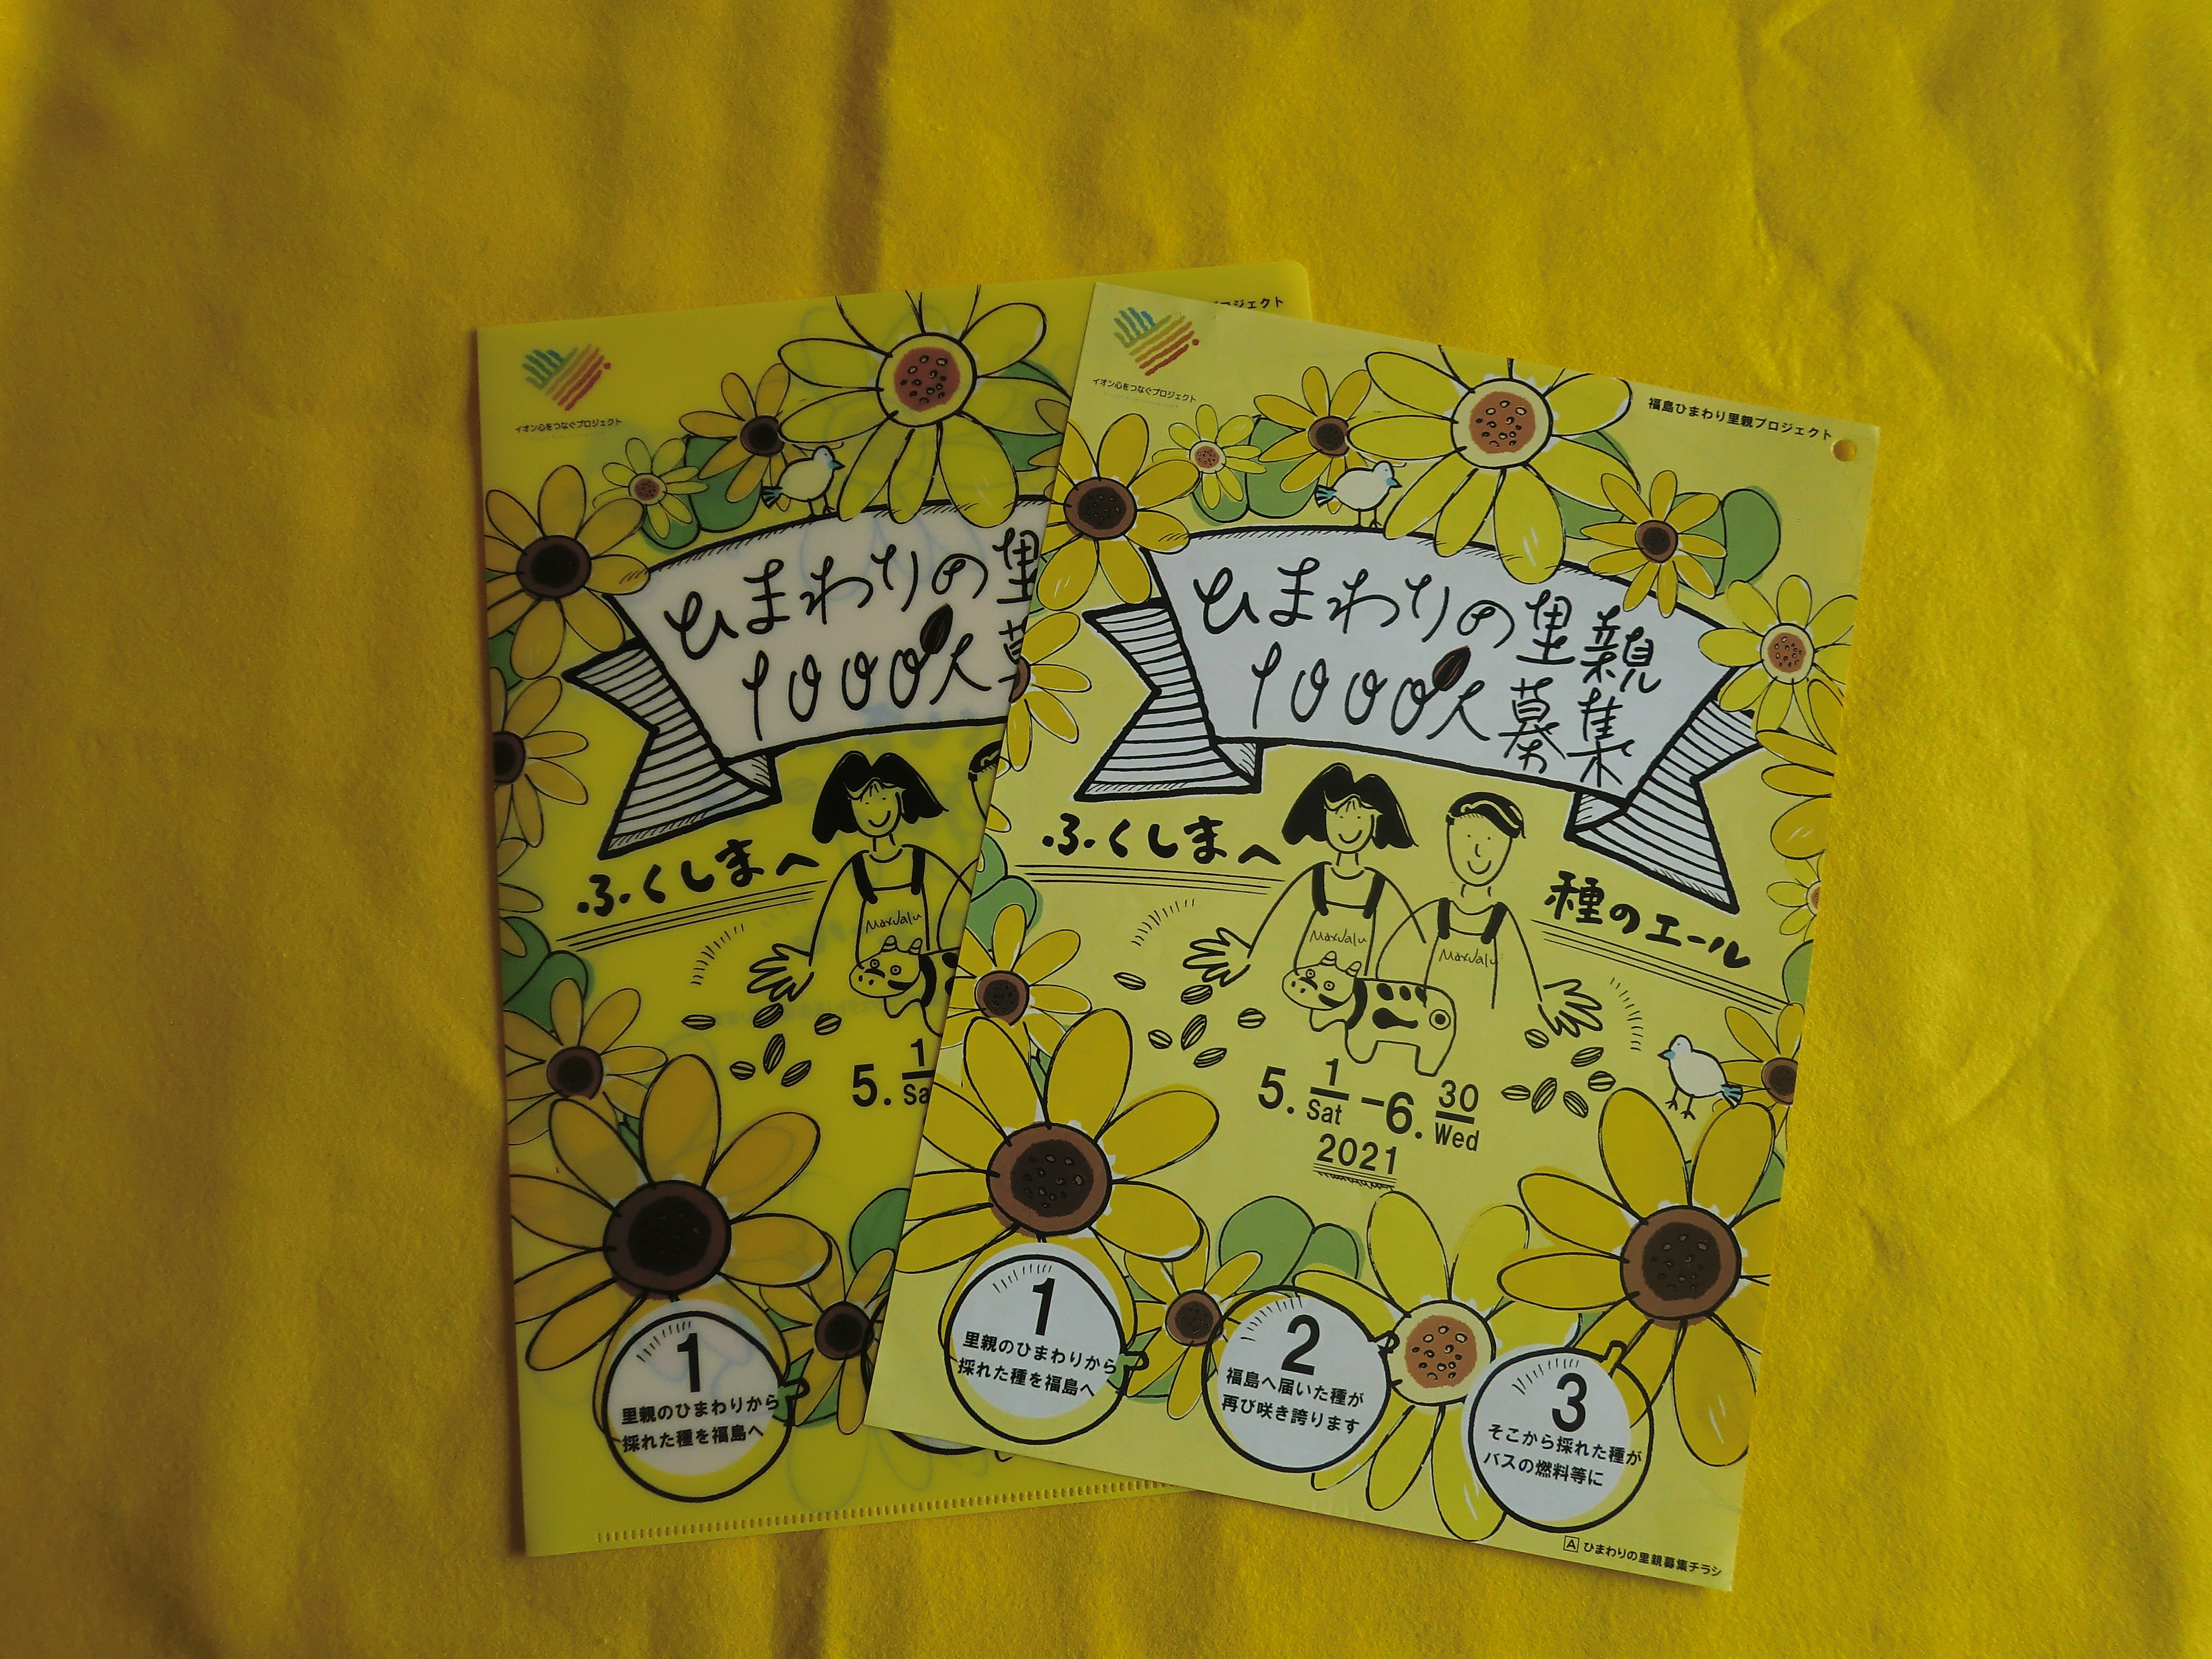 イオン心をつなぐプロジェクト
ひまわりの里
1000人募
ふくしまへ
MaxValu
5. 1
Sa
1
里親のひまわりから
採れた種を福島へ
プロジェクト
イオン心をつなぐプロジェクト
福島ひまわり里親プロジェクト
ひまわりの里親
1000人募集
ふくしまへ
種のエール
MaxValu
MaxValu
5. 1 Sat - 6. 30 Wed
2021
1
里親のひまわりから
採れた種を福島へ
2
福島へ届いた種が
再び咲き誇ります
3
そこから採れた種が
バスの燃料等に
A ひまわりの里親募集チラシ